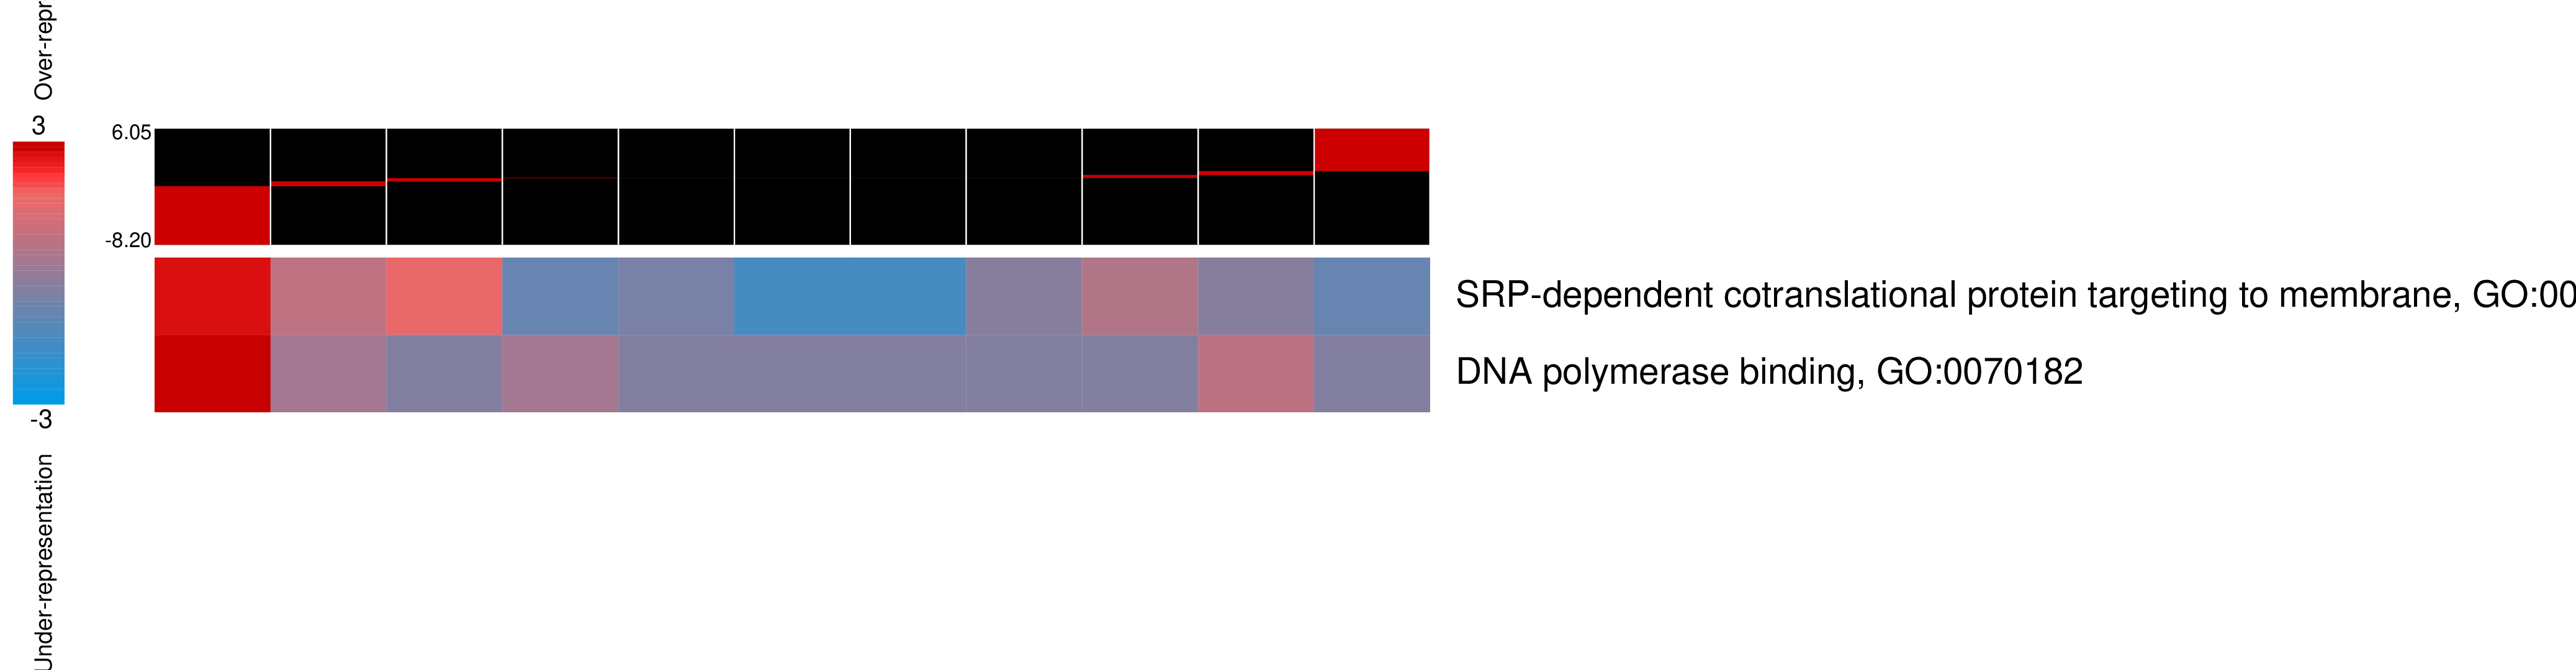 Over-repr
3
-3
Under-representation
6.05
-8.20
SRP-dependent cotranslational protein targeting to membrane, GO:00
DNA polymerase binding, GO:0070182